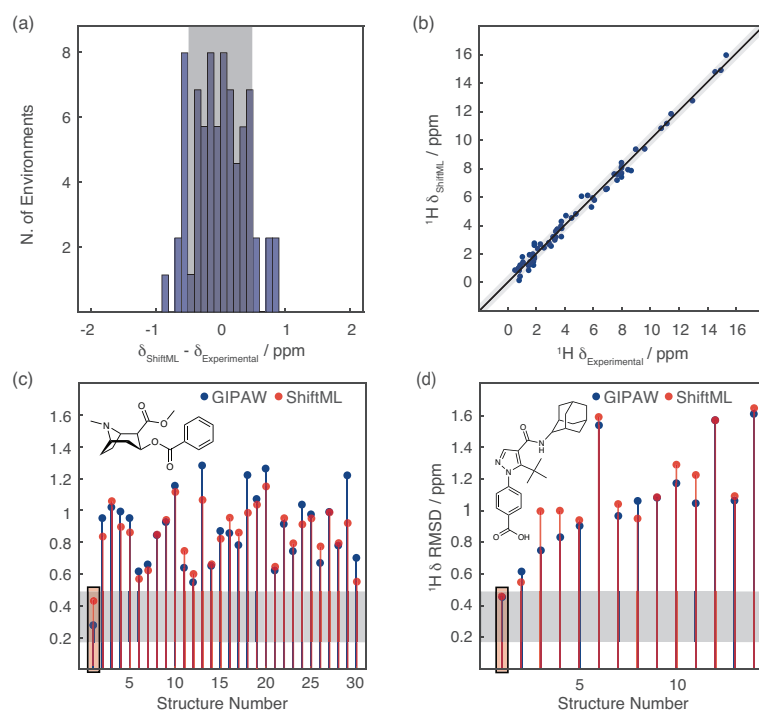 (a)
8
6
4
2
N. of Environments
-2 -1 0 1 2
δShiftML - δExperimental / ppm
(b)
16
14
12
10
8
6
4
2
0
¹H δShiftML / ppm
0 2 4 6 8 10 12 14 16
¹H δExperimental / ppm
(c)
GIPAW ShiftML
1.6
1.4
1.2
1
0.8
0.6
0.4
0.2
N
O
O
O
O
5 10 15 20 25 30
Structure Number
(d)
GIPAW ShiftML
1.6
1.4
1.2
1
0.8
0.6
0.4
0.2
¹H δ RMSD / ppm
O
N
H
N
N
O
OH
5 10
Structure Number